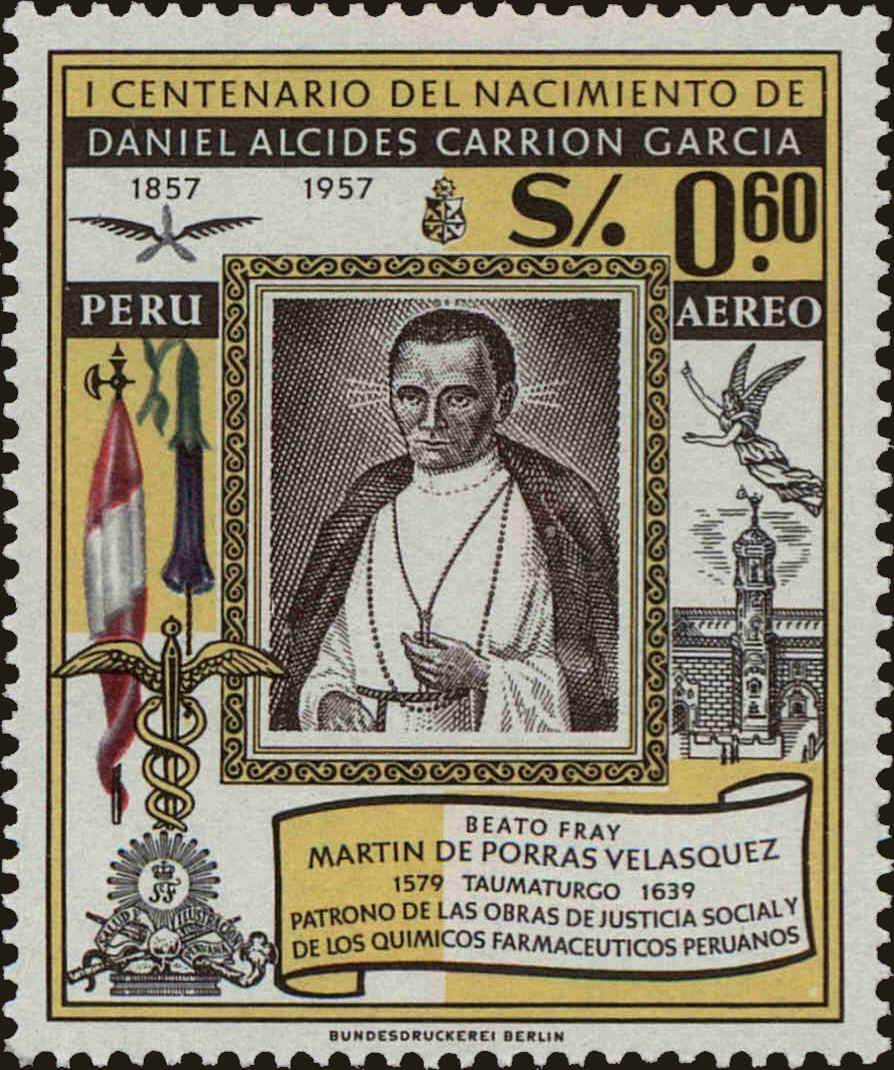 I CENTENARIO DEL NACIMIENTO DE
DANIEL ALCIDES CARRION GARCIA
1857 1957
S/. 0.60
PERU
AEREO
BEATO FRAY
MARTIN DE PORRAS VELASQUEZ
1579 TAUMATURGO 1639
PATRONO DE LAS OBRAS DE JUSTICIA SOCIAL Y
DE LOS QUIMICOS FARMACEUTICOS PERUANOS
BUNDESDRUCKEREI BERLIN